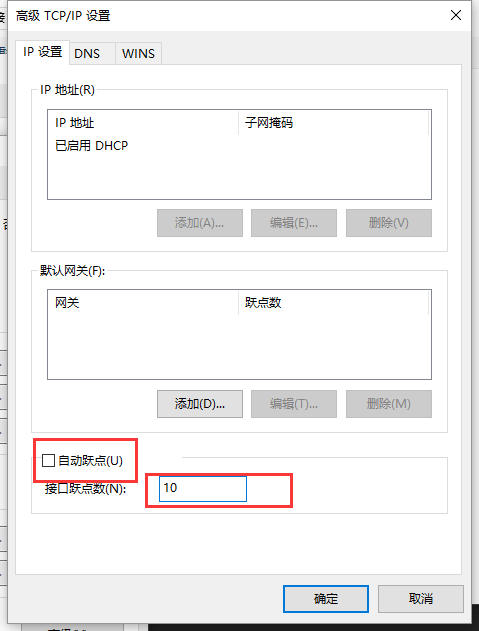 高级 TCP/IP 设置
IP 设置 DNS WINS
IP 地址(R)
IP 地址 子网掩码
已启用 DHCP
添加(A)... 编辑(E)... 删除(V)
默认网关(F):
网关 跃点数
添加(D)... 编辑(T)... 删除(M)
自动跃点(U)
接口跃点数(N): 10
确定 取消